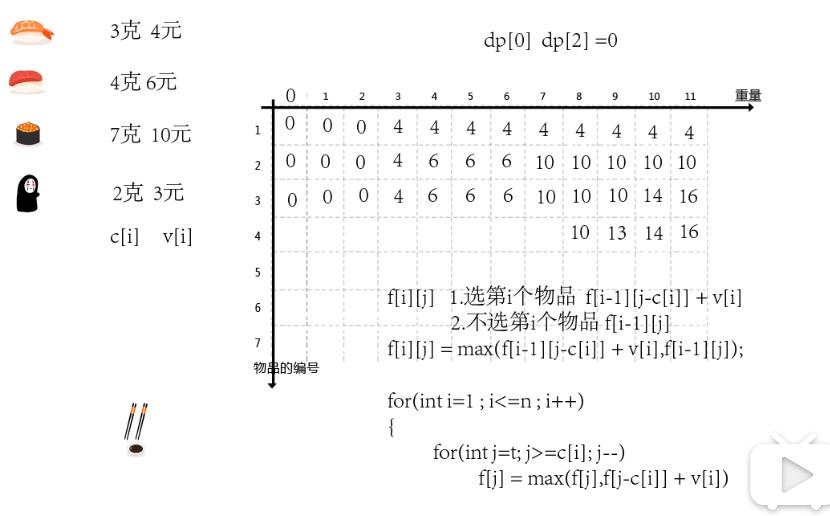 3克 4元
dp[0] dp[2] =0
4克 6元
7克 10元
2克 3元
c[i] v[i]
0 1 2 3 4 5 6 7 8 9 10 11 重量
1 0 0 0 4 4 4 4 4 4 4 4 4
2 0 0 0 4 6 6 6 10 10 10 10 10
3 0 0 0 4 6 6 6 10 10 10 14 16
4 10 13 14 16
5
6
7
物品的编号
f[i][j] 1.选第i个物品 f[i-1][j-c[i]] + v[i]
2.不选第i个物品 f[i-1][j]
f[i][j] = max(f[i-1][j-c[i]] + v[i],f[i-1][j]);
for(int i=1 ; i<=n ; i++)
{
for(int j=t; j>=c[i]; j--)
f[j] = max(f[j],f[j-c[i]] + v[i])